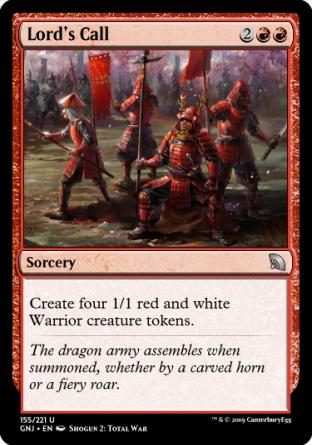 Lord's Call 2
Sorcery
Create four 1/1 red and white
Warrior creature tokens.
The dragon army assembles when
summoned, whether by a carved horn
or a fiery roar.
155/221 U
GNJ • EN Shogun 2: Total War
™ & © 2019 CanterburyEgg